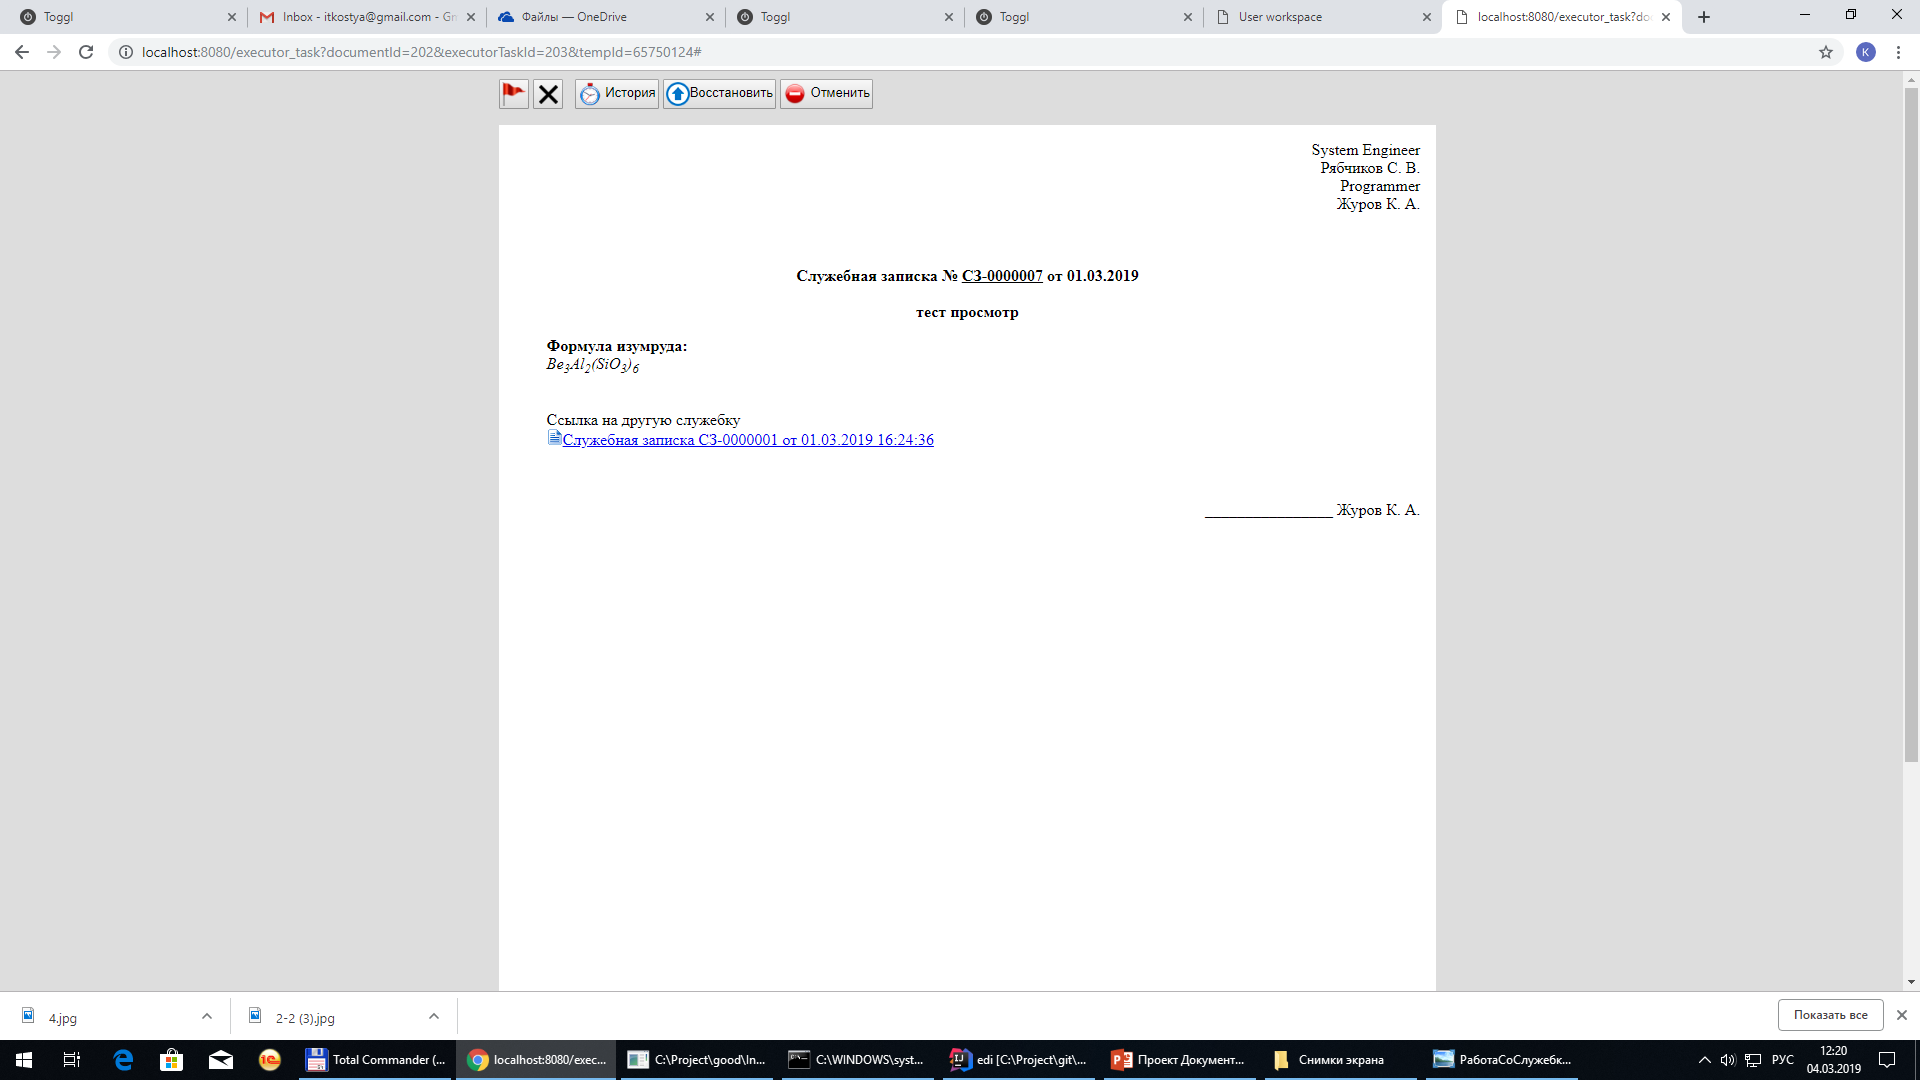 Toggl
Inbox - itkostya@gmail.com - Gm
Файлы — OneDrive
Toggl
Toggl
User workspace
localhost:8080/executor_task?do
localhost:8080/executor_task?documentId=202&executorTaskId=203&tempId=65750124#
K
История
Восстановить
Отменить
System Engineer
Рябчиков С. В.
Programmer
Журов К. А.
Служебная записка № СЗ-0000007 от 01.03.2019
тест просмотр
Формула изумруда:
Be3Al2(SiO3)6
Ссылка на другую служебку
Служебная записка СЗ-0000001 от 01.03.2019 16:24:36
________________ Журов К. А.
4.jpg
2-2 (3).jpg
Показать все
Total Commander (...
localhost:8080/exec...
C:\Project\good\In...
C:\WINDOWS\syst...
edi [C:\Project\git\...
Проект Документ...
Снимки экрана
РаботаСоСлужебк...
РУС
12:20
04.03.2019